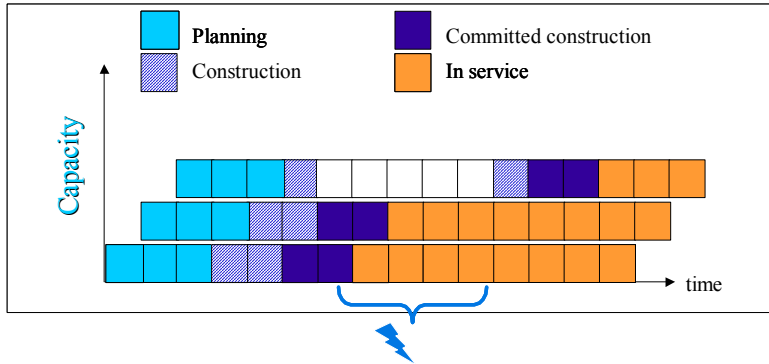 Planning
Committed construction
Construction
In service
Capacity
time